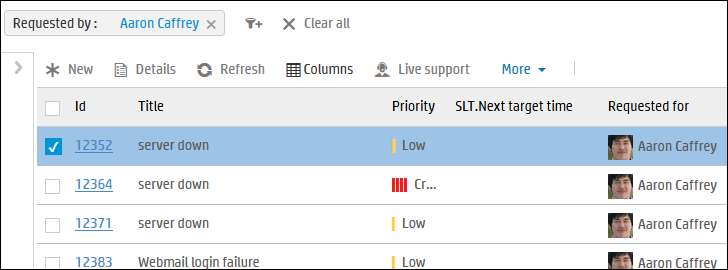 Requested by : Aaron Caffrey × Clear all
New Details Refresh Columns Live support More
Id Title Priority SLT.Next target time Requested for
12352 server down Low Aaron Caffrey
12364 server down Cr... Aaron Caffrey
12371 server down Low Aaron Caffrey
12383 Webmail login failure Low Aaron Caffrey